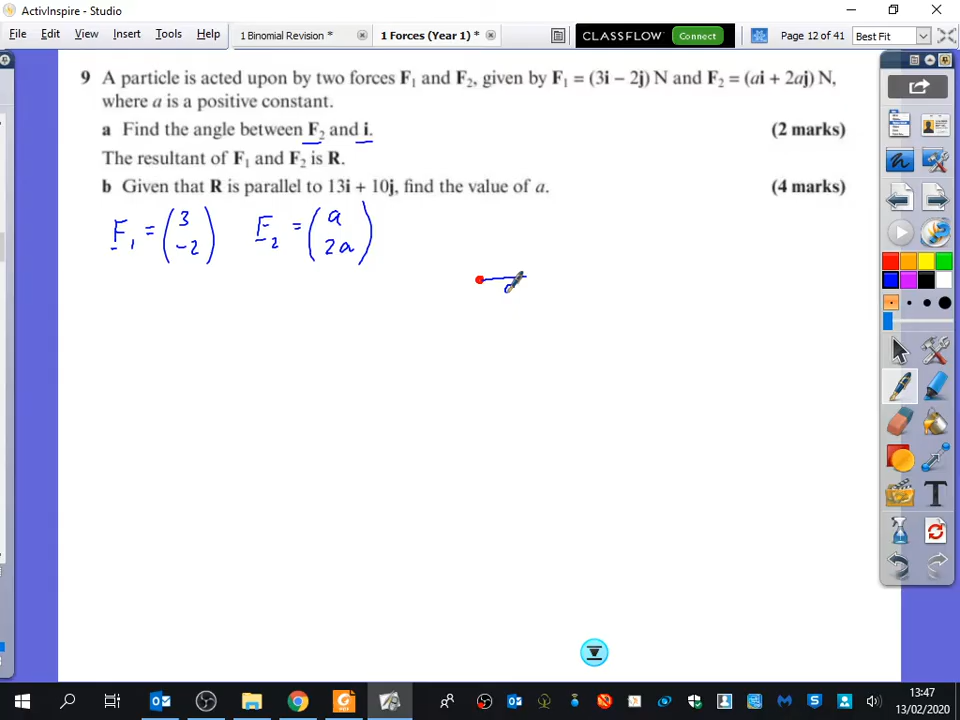 ActivInspire - Studio
File Edit View Insert Tools Help
1 Binomial Revision *
1 Forces (Year 1) *
CLASSFLOW Connect
Page 12 of 41
Best Fit
9 A particle is acted upon by two forces F₁ and F₂, given by F₁ = (3i − 2j) N and F₂ = (ai + 2aj) N,
where a is a positive constant.
a Find the angle between F₂ and i. (2 marks)
The resultant of F₁ and F₂ is R.
b Given that R is parallel to 13i + 10j, find the value of a. (4 marks)
F₁ = (3 −2) F₂ = (a 2a)
T
13:47
13/02/2020